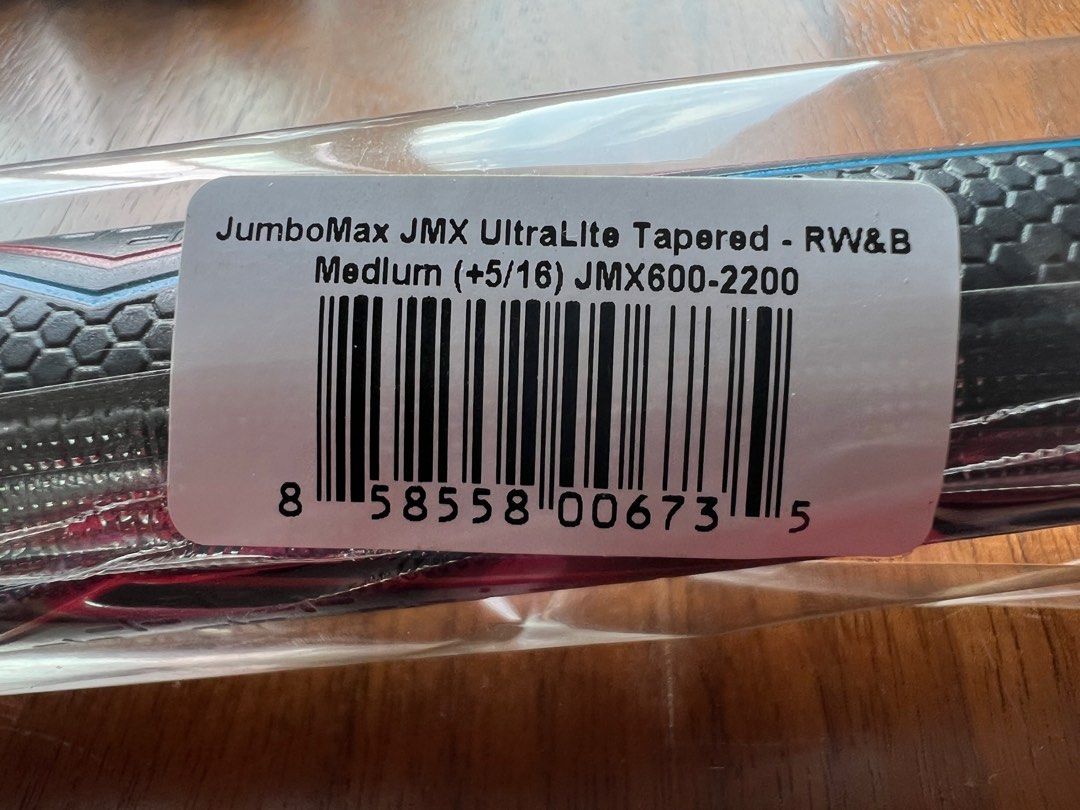 JumboMax JMX UltraLite Tapered - RW&B
Medium (+5/16) JMX600-2200
8 58558 00673 5